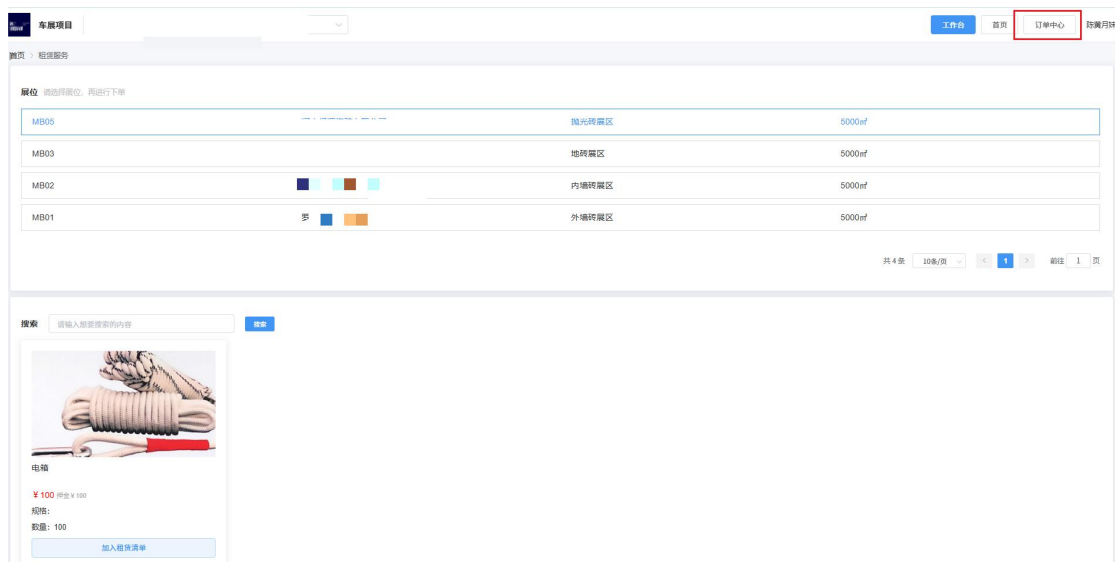 车展项目
工作台 首页 订单中心 陈黄月妹
首页 > 租赁服务
展位 请选择展位，再进行下单
MB05 抛光砖展区 5000㎡
MB03 地砖展区 5000㎡
MB02 内墙砖展区 5000㎡
MB01 罗 外墙砖展区 5000㎡
共 4 条 10条/页 < 1 > 前往 1 页
搜索 请输入想要搜索的内容 搜索
电箱
¥ 100 押金 ¥ 100
规格：
数量：100
加入租赁清单